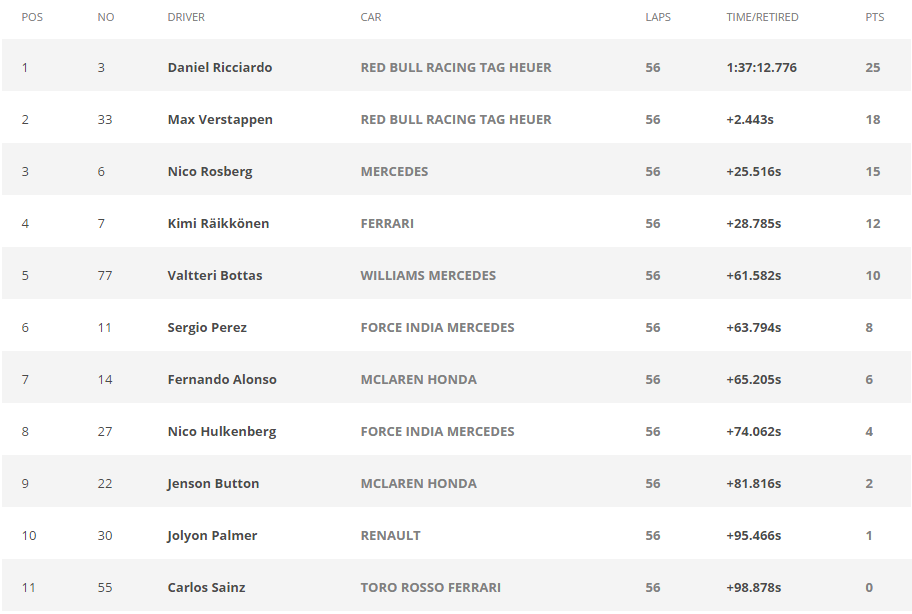 POS NO DRIVER CAR LAPS TIME/RETIRED PTS
1 3 Daniel Ricciardo RED BULL RACING TAG HEUER 56 1:37:12.776 25
2 33 Max Verstappen RED BULL RACING TAG HEUER 56 +2.443s 18
3 6 Nico Rosberg MERCEDES 56 +25.516s 15
4 7 Kimi Räikkönen FERRARI 56 +28.785s 12
5 77 Valtteri Bottas WILLIAMS MERCEDES 56 +61.582s 10
6 11 Sergio Perez FORCE INDIA MERCEDES 56 +63.794s 8
7 14 Fernando Alonso MCLAREN HONDA 56 +65.205s 6
8 27 Nico Hulkenberg FORCE INDIA MERCEDES 56 +74.062s 4
9 22 Jenson Button MCLAREN HONDA 56 +81.816s 2
10 30 Jolyon Palmer RENAULT 56 +95.466s 1
11 55 Carlos Sainz TORO ROSSO FERRARI 56 +98.878s 0